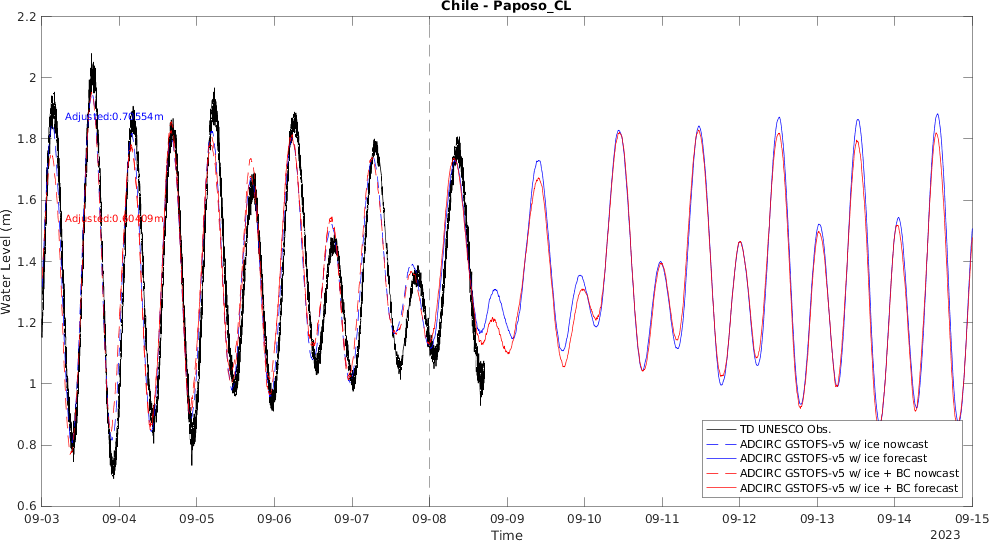 Chile - Paposo_CL
2.2
2
1.8
1.6
1.4
1.2
1
0.8
0.6
Water Level (m)
Adjusted:0.76554m
Adjusted:0.60409m
TD UNESCO Obs.
ADCIRC GSTOFS-v5 w/ ice nowcast
ADCIRC GSTOFS-v5 w/ ice forecast
ADCIRC GSTOFS-v5 w/ ice + BC nowcast
ADCIRC GSTOFS-v5 w/ ice + BC forecast
09-03 09-04 09-05 09-06 09-07 09-08 09-09 09-10 09-11 09-12 09-13 09-14 09-15
Time
2023